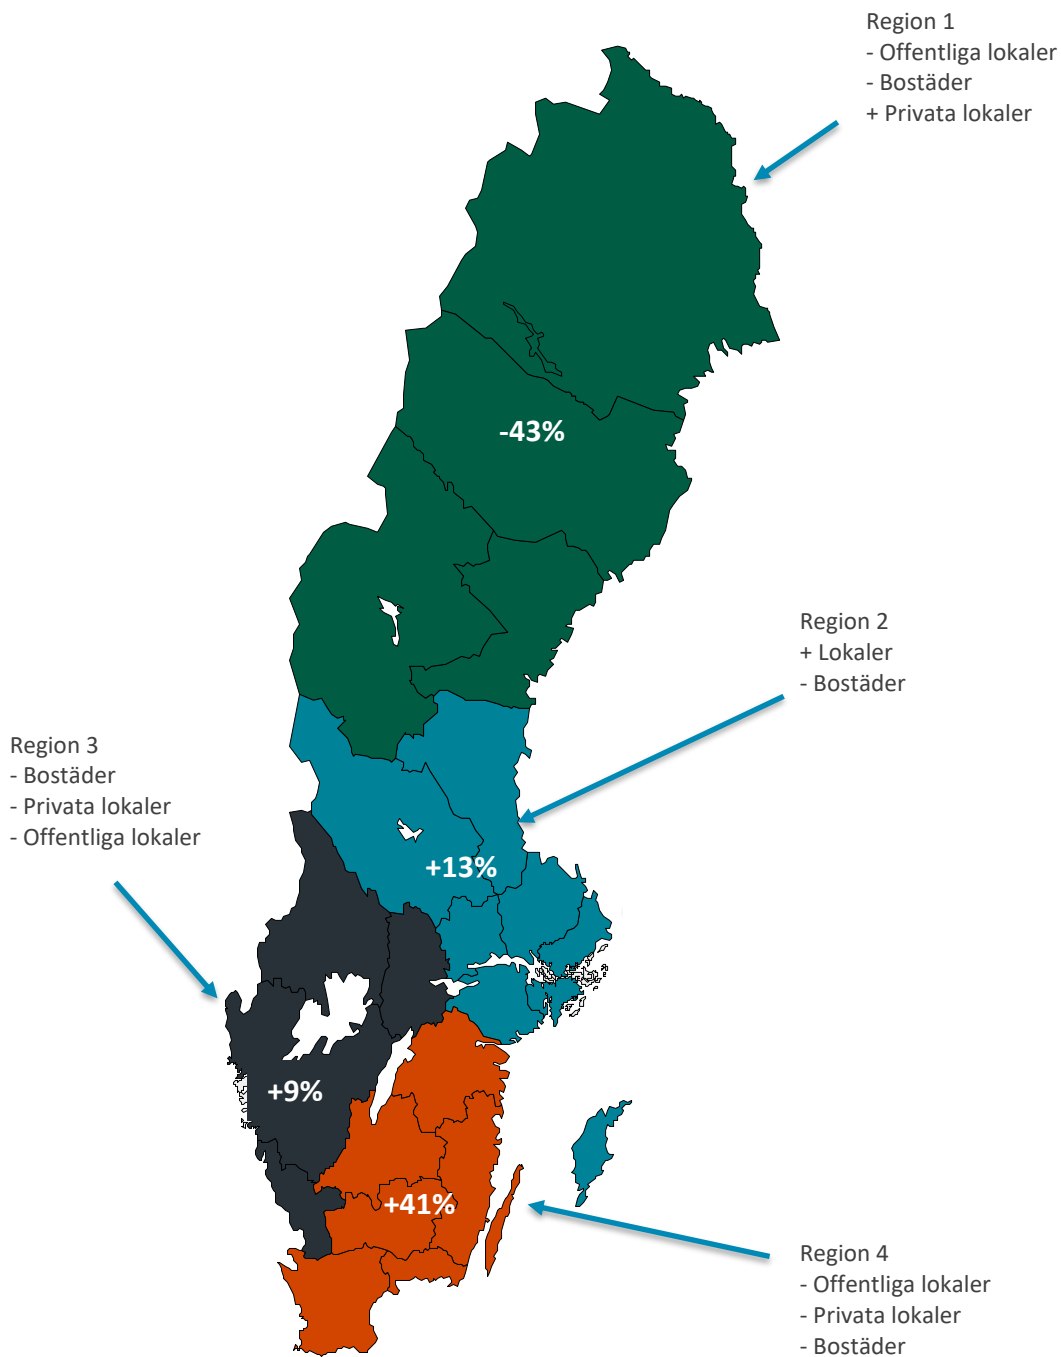 Region 1
- Offentliga lokaler
- Bostäder
+ Privata lokaler
-43%
Region 2
+ Lokaler
- Bostäder
Region 3
- Bostäder
- Privata lokaler
- Offentliga lokaler
+13%
+9%
+41%
Region 4
- Offentliga lokaler
- Privata lokaler
- Bostäder